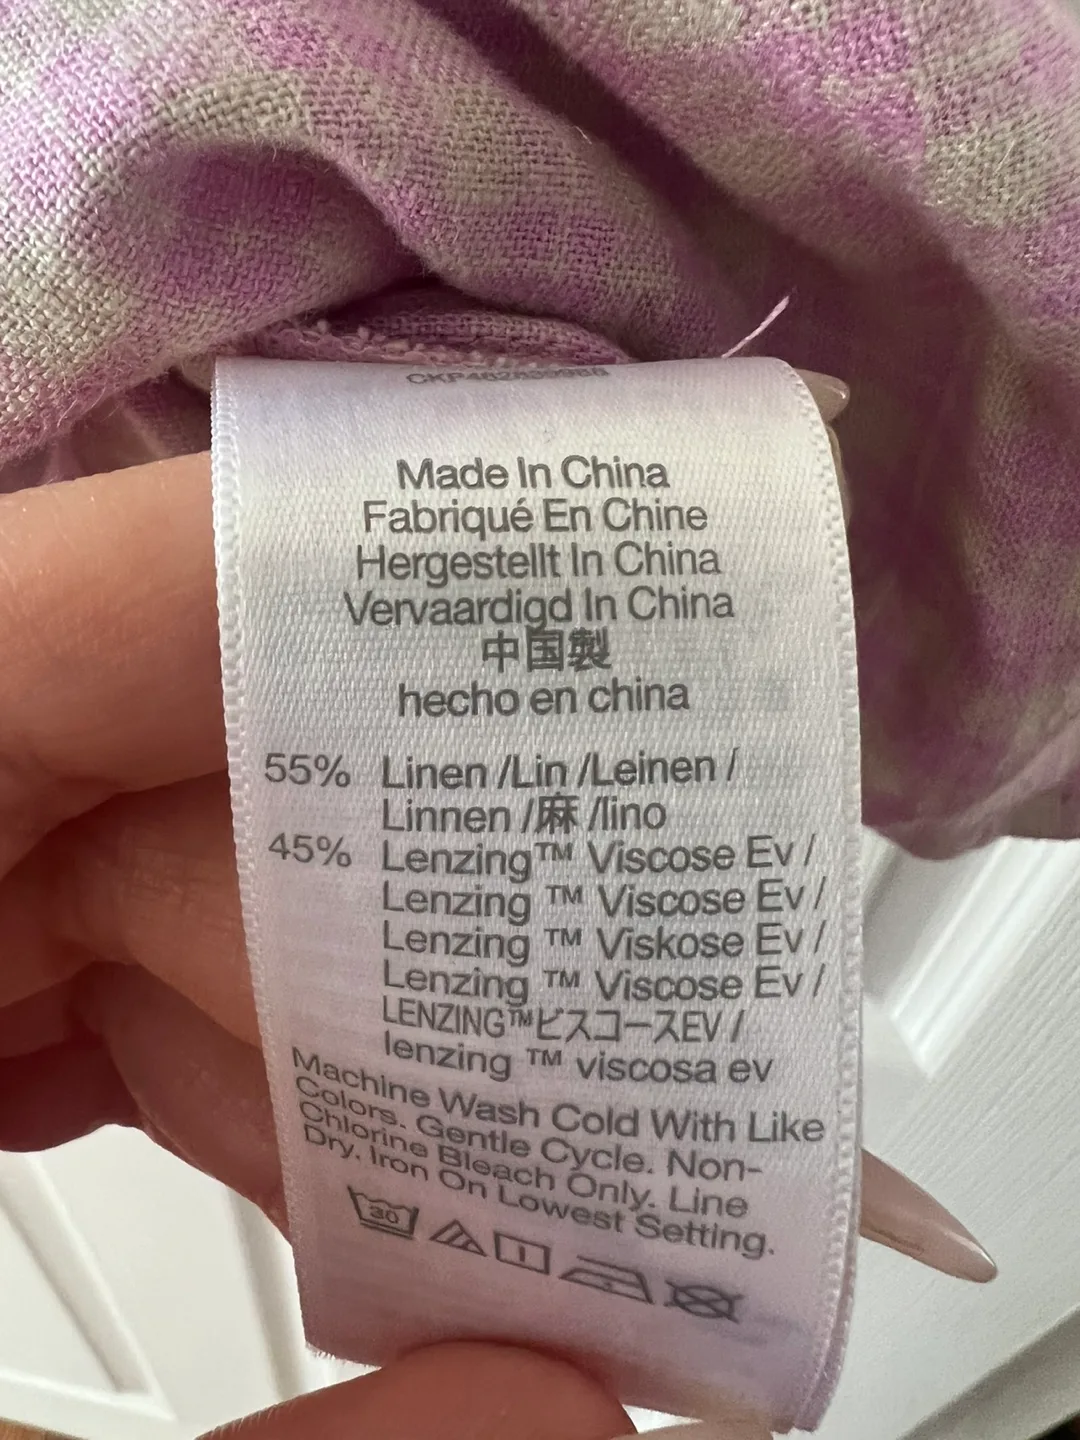 Made In China
Fabriqué En Chine
Hergestellt In China
Vervaardigd In China
中国製
hecho en china
55% Linen /Lin /Leinen /
Linnen /麻 /lino
45% Lenzing™ Viscose Ev /
Lenzing ™ Viscose Ev /
Lenzing ™ Viskose Ev /
Lenzing ™ Viscose Ev /
LENZING™ビスコースEV /
lenzing ™ viscosa ev
Machine Wash Cold With Like
Colors. Gentle Cycle. Non-
Chlorine Bleach Only. Line
Dry. Iron On Lowest Setting.
30